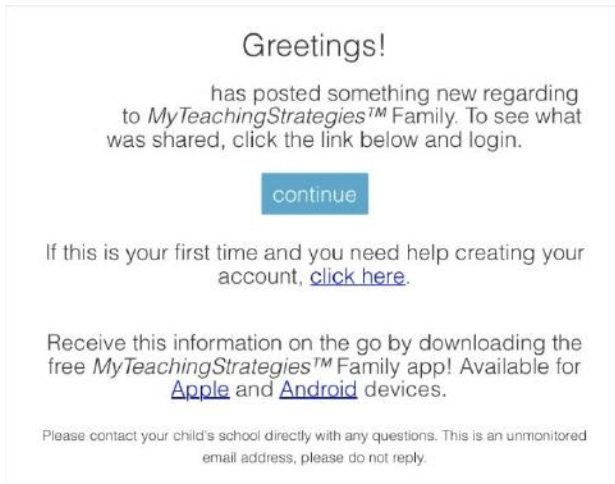 Greetings!
has posted something new regarding
to MyTeachingStrategies™ Family. To see what
was shared, click the link below and login.
continue
If this is your first time and you need help creating your
account, click here.
Receive this information on the go by downloading the
free MyTeachingStrategies™ Family app! Available for
Apple and Android devices.
Please contact your child's school directly with any questions. This is an unmonitored
email address, please do not reply.